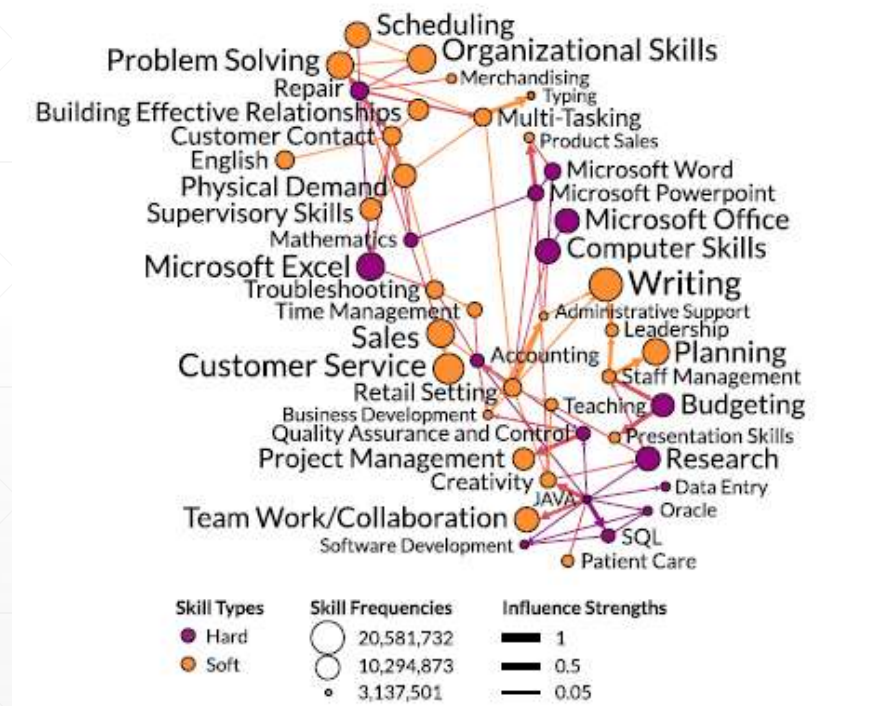 Scheduling
Problem Solving
Organizational Skills
Repair
Merchandising
Typing
Building Effective Relationships
Multi-Tasking
Customer Contact
Product Sales
English
Microsoft Word
Physical Demand
Microsoft Powerpoint
Supervisory Skills
Microsoft Office
Mathematics
Computer Skills
Microsoft Excel
Troubleshooting
Writing
Time Management
Administrative Support
Leadership
Sales
Accounting
Planning
Customer Service
Staff Management
Retail Setting
Teaching
Budgeting
Business Development
Quality Assurance and Control
Presentation Skills
Project Management
Research
Creativity
Data Entry
JAVA
Oracle
Team Work/Collaboration
SQL
Software Development
Patient Care
Skill Types
Hard
Soft
Skill Frequencies
20,581,732
10,294,873
3,137,501
Influence Strengths
1
0.5
0.05